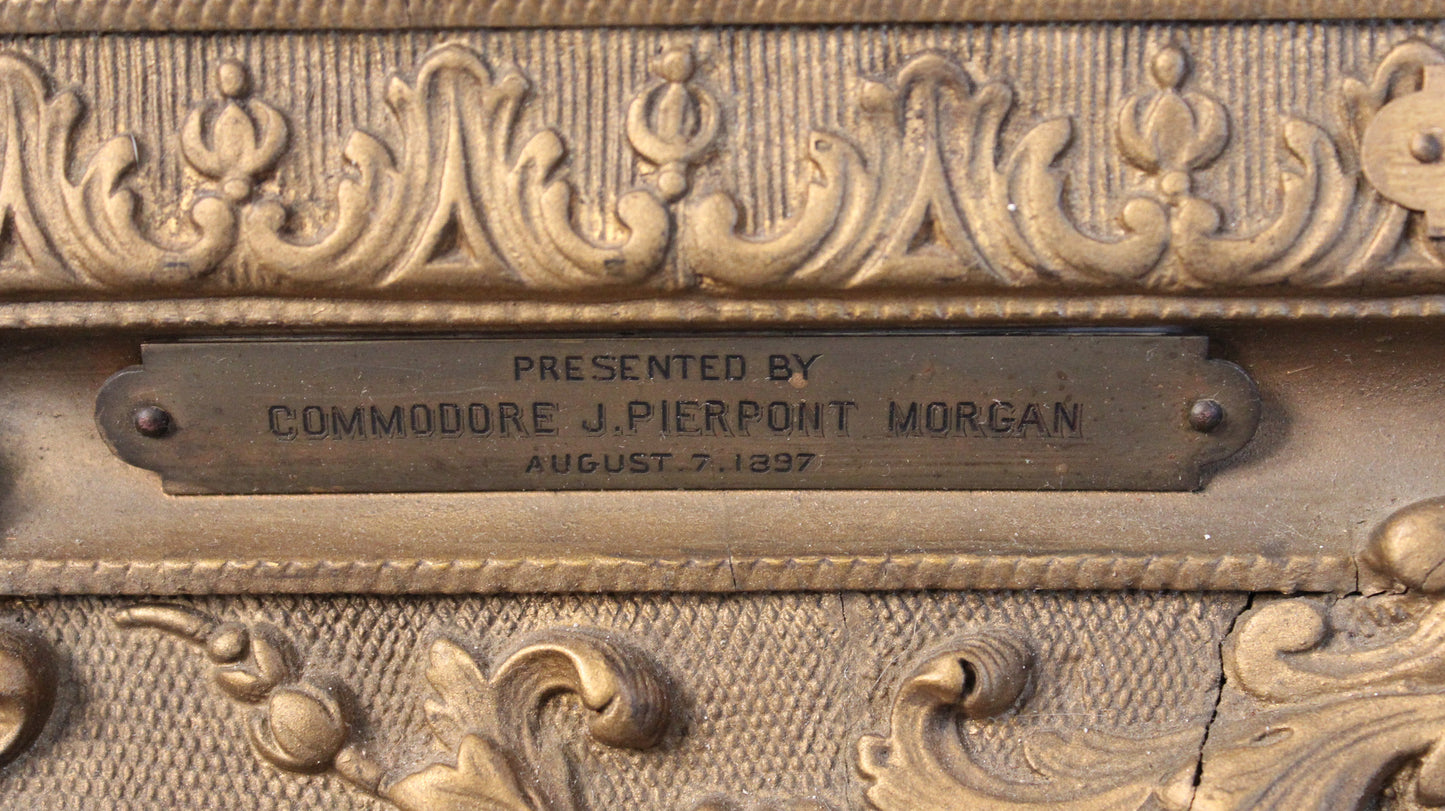 PRESENTED BY
COMMODORE J. PIERPONT MORGAN
AUGUST. 7. 1897